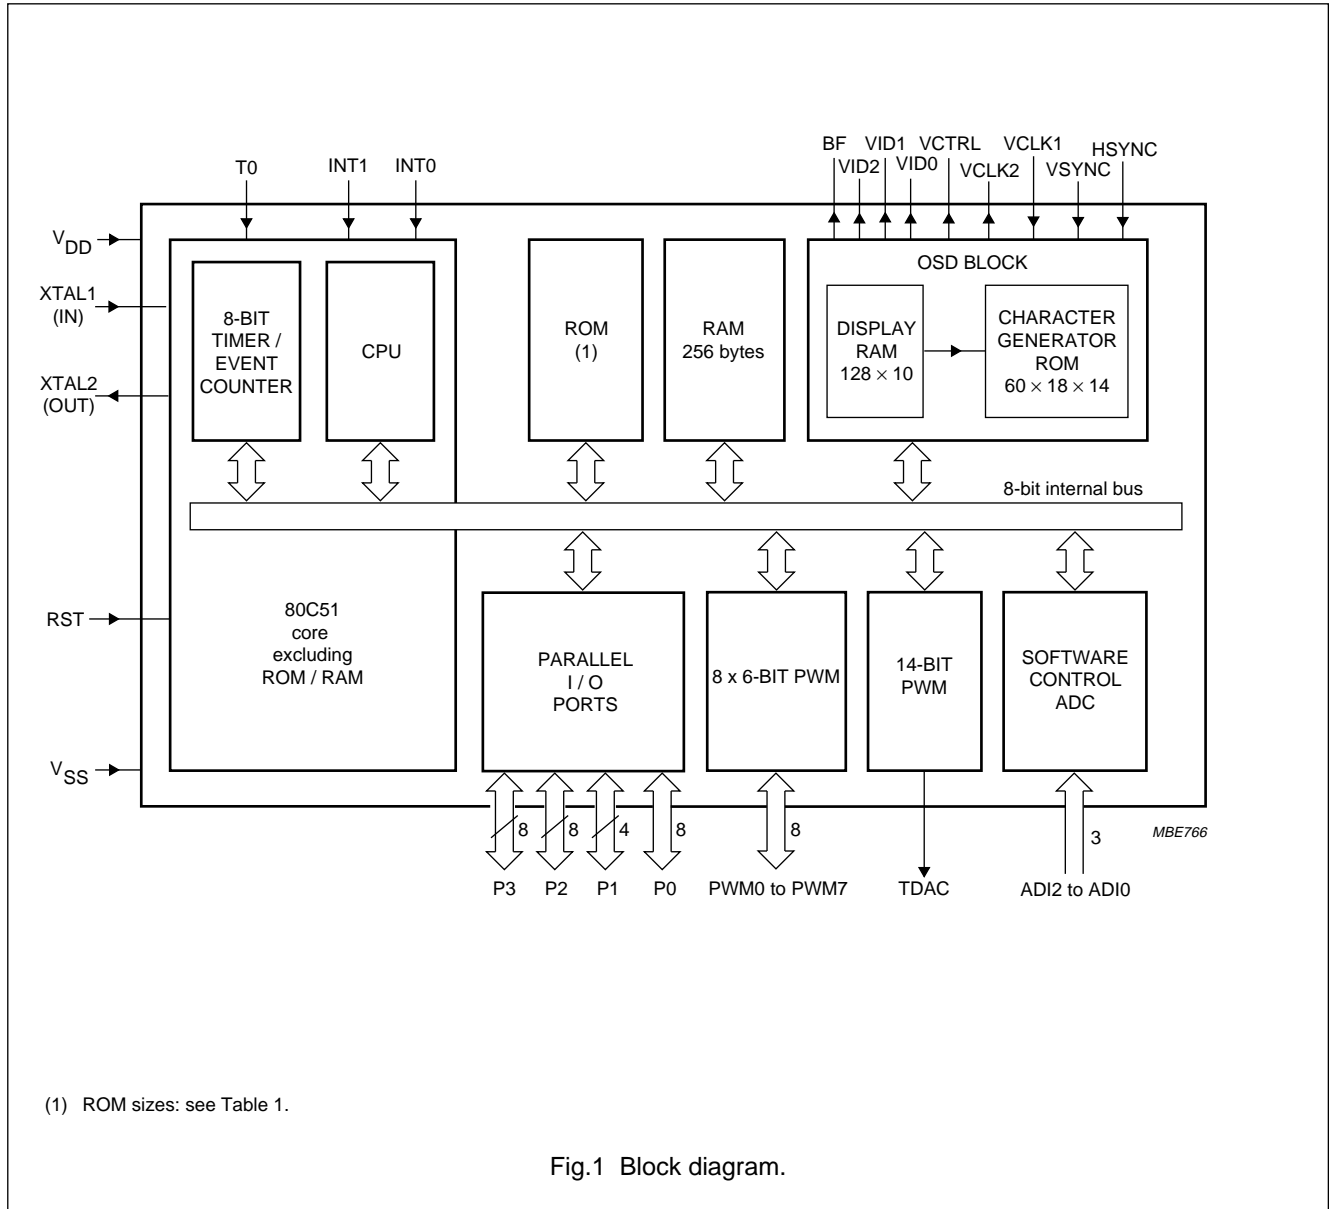 BF VID1 VCTRL VCLK1 HSYNC
T0 INT1 INT0 VID2 VID0 VCLK2 VSYNC
VDD
OSD BLOCK
XTAL1
(IN)
8-BIT
TIMER /
EVENT
COUNTER
CPU
ROM
(1)
RAM
256 bytes
DISPLAY
RAM
128 × 10
CHARACTER
GENERATOR
ROM
60 × 18 × 14
XTAL2
(OUT)
8-bit internal bus
RST
80C51
core
excluding
ROM / RAM
PARALLEL
I / O
PORTS
8 x 6-BIT PWM
14-BIT
PWM
SOFTWARE
CONTROL
ADC
VSS
8 8 4 8 8 3
MBE766
P3 P2 P1 P0 PWM0 to PWM7 TDAC ADI2 to ADI0
(1) ROM sizes: see Table 1.
Fig.1 Block diagram.